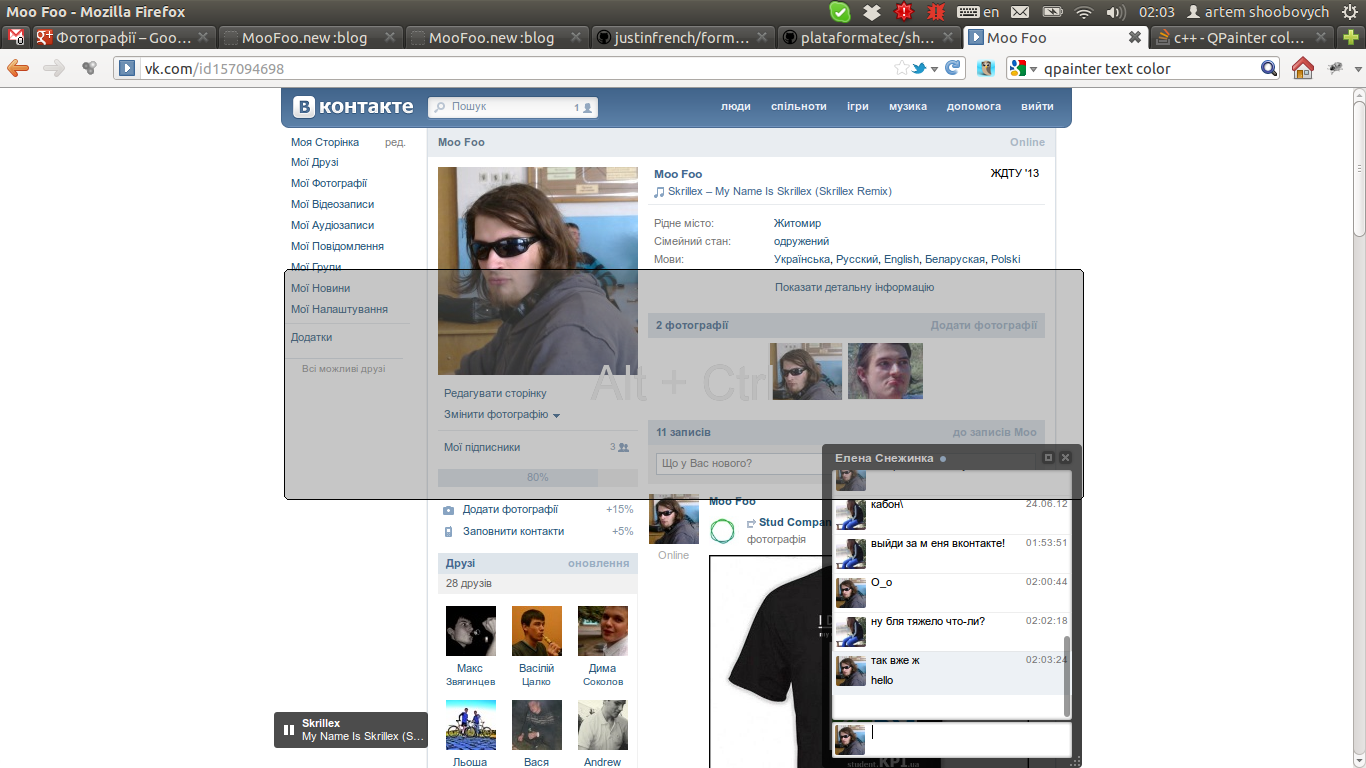 Moo Foo - Mozilla Firefox
en
02:03
artem shoobovych
Фотографії – Goo...
MooFoo.new :blog
MooFoo.new :blog
justinfrench/form...
plataformatec/sh...
Moo Foo
c++ - QPainter col...
vk.com/id157094698
qpainter text color
В контакте
Пошук
1
люди
спільноти
ігри
музика
допомога
вийти
Моя Сторінка
ред.
Мої Друзі
Мої Фотографії
Мої Відеозаписи
Мої Аудіозаписи
Мої Повідомлення
Мої Групи
Мої Новини
Мої Налаштування
Додатки
Всі можливі друзі
Moo Foo
Online
Moo Foo
ЖДТУ '13
Skrillex – My Name Is Skrillex (Skrillex Remix)
Рідне місто:
Житомир
Сімейний стан:
одружений
Мови:
Українська, Русский, English, Беларуская, Polski
Показати детальну інформацію
2 фотографії
Додати фотографії
Alt + Ctrl
Редагувати сторінку
Змінити фотографію
Мої підписники
3
80%
Додати фотографії
+15%
Заповнити контакти
+5%
Друзі
оновлення
28 друзів
Макс
Звягинцев
Василій
Цалко
Дима
Соколов
Льоша
Вася
Andrew
11 записів
до записів Moo
Що у Вас нового?
Moo Foo
Stud Compan
фотографія
Online
Елена Снежинка
кабон\
24.06.12
выйди за м еня вконтакте!
01:53:51
О_о
02:00:44
ну бля тяжело что-ли?
02:02:18
так вже ж
02:03:24
hello
student.KPI.ua
Skrillex
My Name Is Skrillex (S...